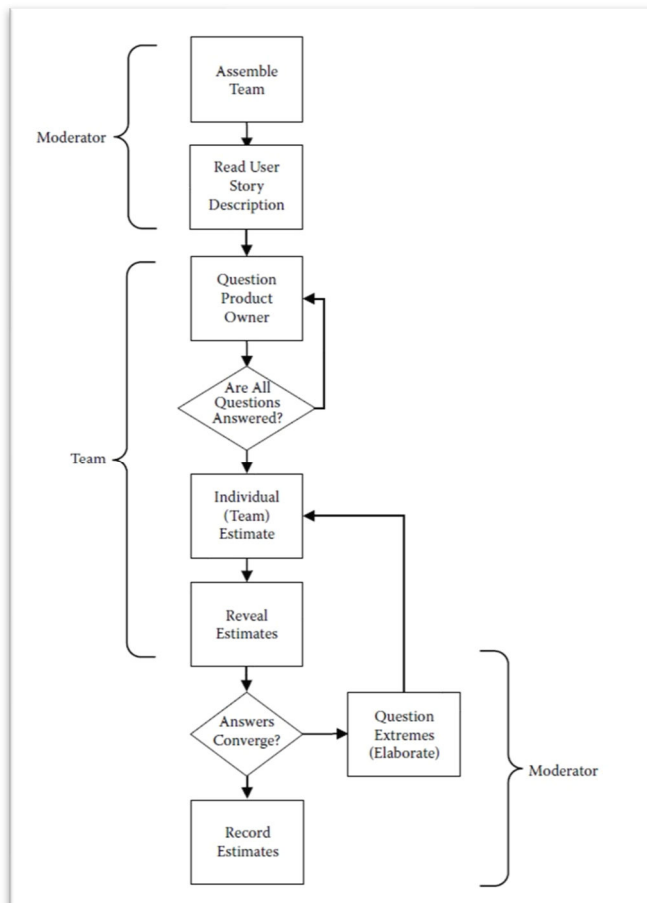 Assemble
Team
Moderator
Read User
Story
Description
Question
Product
Owner
Are All
Questions
Answered?
Team
Individual
(Team)
Estimate
Reveal
Estimates
Answers
Converge?
Question
Extremes
(Elaborate)
Moderator
Record
Estimates